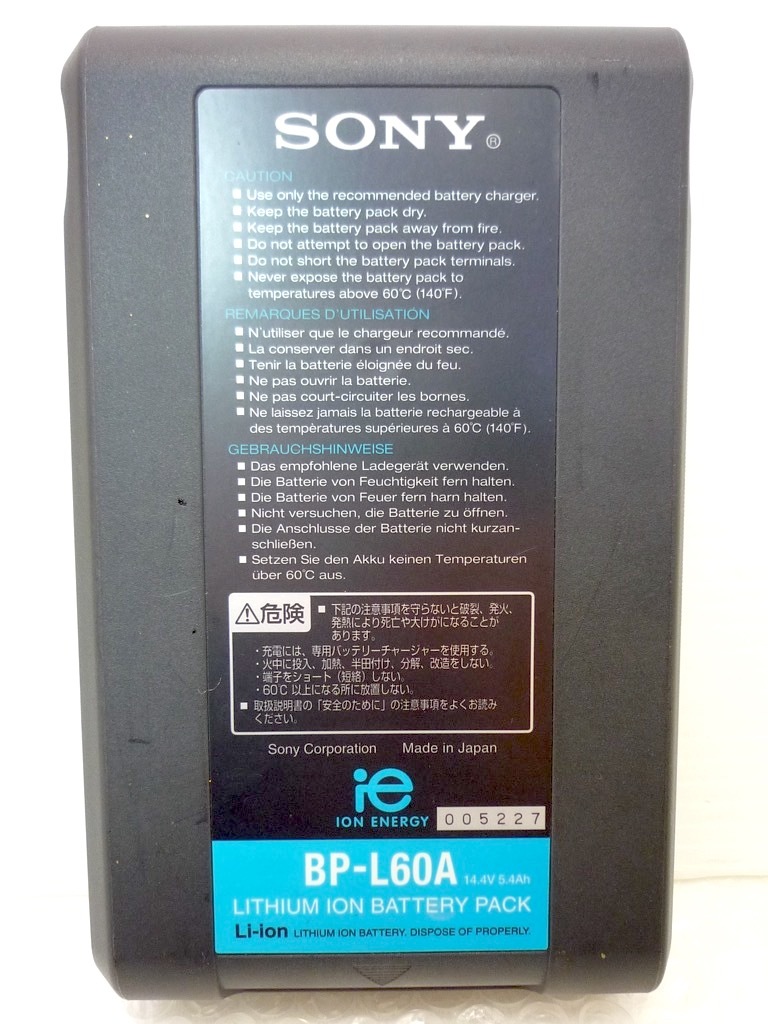 SONY®
CAUTION
■ Use only the recommended battery charger.
■ Keep the battery pack dry.
■ Keep the battery pack away from fire.
■ Do not attempt to open the battery pack.
■ Do not short the battery pack terminals.
■ Never expose the battery pack to
temperatures above 60°C (140°F).
REMARQUES D'UTILISATION
■ N'utiliser que le chargeur recommandé.
■ La conserver dans un endroit sec.
■ Tenir la batterie éloignée du feu.
■ Ne pas ouvrir la batterie.
■ Ne pas court-circuiter les bornes.
■ Ne laissez jamais la batterie rechargeable à
des tempèratures supérieures à 60°C (140°F).
GEBRAUCHSHINWEISE
■ Das empfohlene Ladegerät verwenden.
■ Die Batterie von Feuchtigkeit fern halten.
■ Die Batterie von Feuer fern harn halten.
■ Nicht versuchen, die Batterie zu öffnen.
■ Die Anschlusse der Batterie nicht kurzan-
schließen.
■ Setzen Sie den Akku keinen Temperaturen
über 60°C aus.
⚠危険
■ 下記の注意事項を守らないと破裂、発火、
発熱により死亡や大けがになることが
あります。
・充電には、専用バッテリーチャージャーを使用する。
・火中に投入、加熱、半田付け、分解、改造をしない。
・端子をショート（短絡）しない。
・60℃以上になる所に放置しない。
■ 取扱説明書の「安全のために」の注意事項をよくお読み
ください。
Sony Corporation Made in Japan
ie
ION ENERGY 005227
BP-L60A 14.4V 5.4Ah
LITHIUM ION BATTERY PACK
Li-ion LITHIUM ION BATTERY. DISPOSE OF PROPERLY.